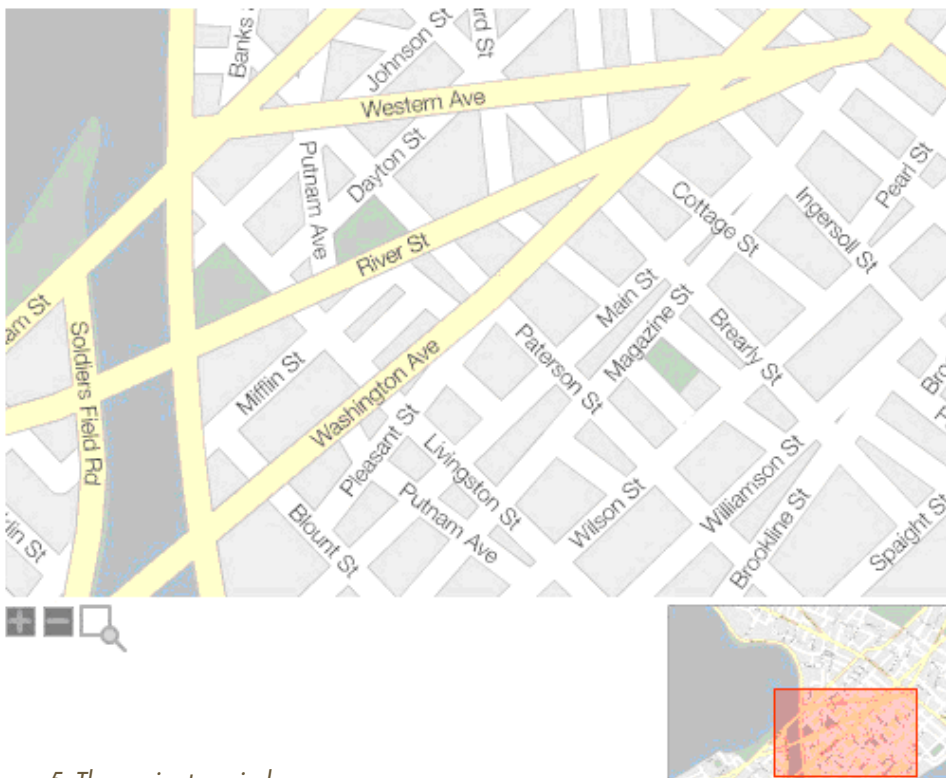 Banks S
Johnson St
rd St
Western Ave
Putnam Ave
Dayton St
Pearl St
Cottage St
Ingersoll St
River St
am St
Main St
Magazine St
Brearly St
Soldiers Field Rd
Mifflin St
Washington Ave
Paterson St
Pleasant St
Livingston St
Putnam Ave
Blount St
Wilson St
Williamson St
Brookline St
Spaight St
lin St